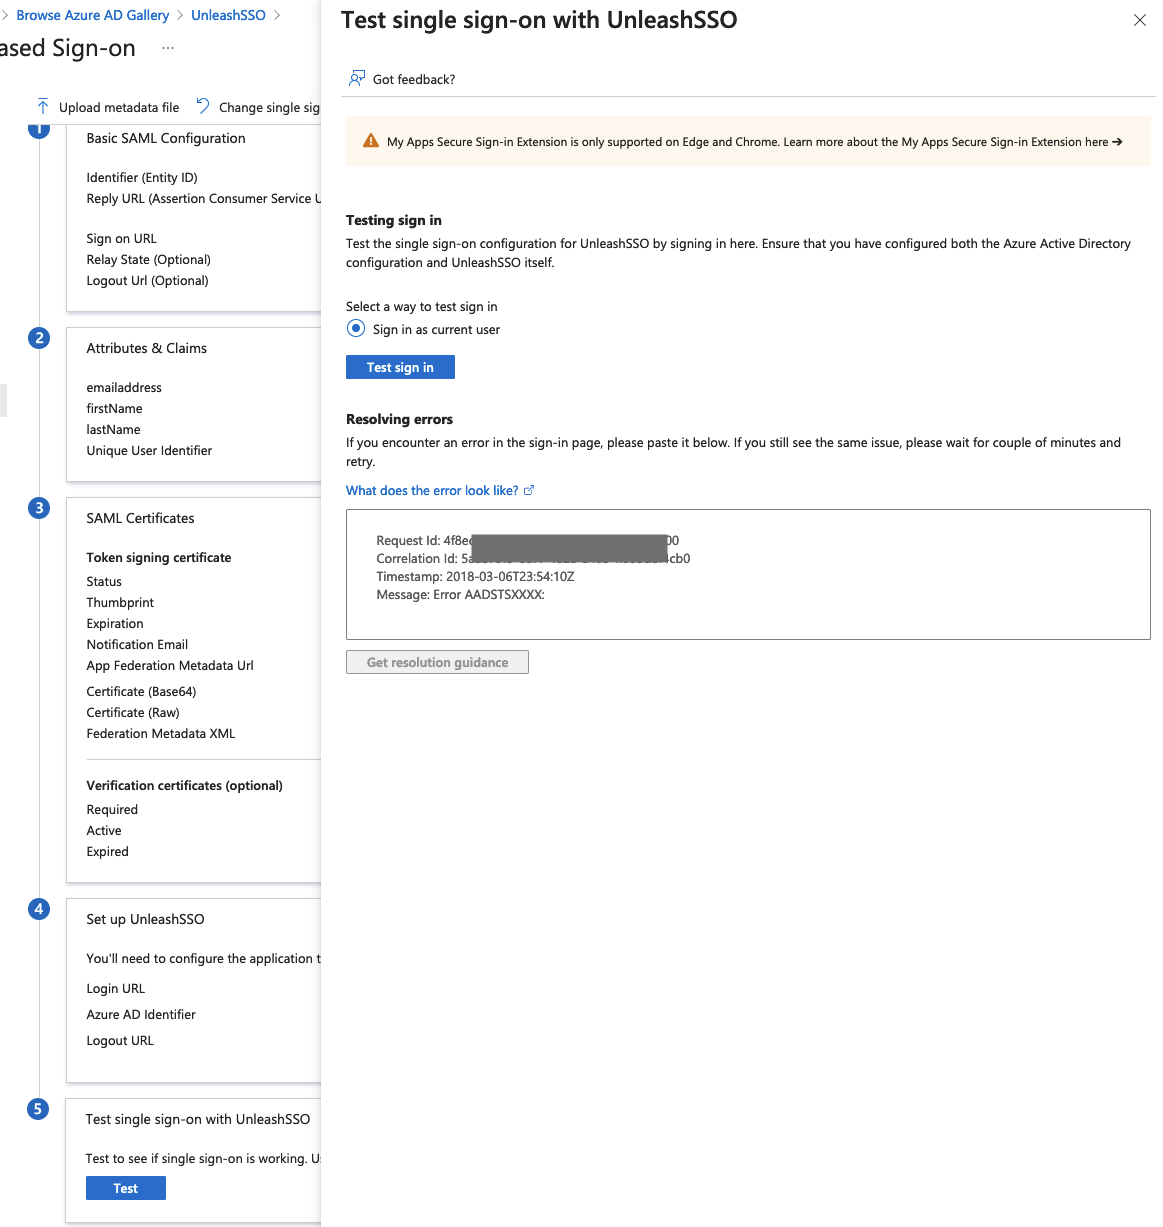 Browse Azure AD Gallery > UnleashSSO >
ased Sign-on ...
Upload metadata file Change single sig
1
Basic SAML Configuration
Identifier (Entity ID)
Reply URL (Assertion Consumer Service U
Sign on URL
Relay State (Optional)
Logout Url (Optional)
2
Attributes & Claims
emailaddress
firstName
lastName
Unique User Identifier
3
SAML Certificates
Token signing certificate
Status
Thumbprint
Expiration
Notification Email
App Federation Metadata Url
Certificate (Base64)
Certificate (Raw)
Federation Metadata XML
Verification certificates (optional)
Required
Active
Expired
4
Set up UnleashSSO
You'll need to configure the application t
Login URL
Azure AD Identifier
Logout URL
5
Test single sign-on with UnleashSSO
Test to see if single sign-on is working. U
Test
Test single sign-on with UnleashSSO
Got feedback?
My Apps Secure Sign-in Extension is only supported on Edge and Chrome. Learn more about the My Apps Secure Sign-in Extension here →
Testing sign in
Test the single sign-on configuration for UnleashSSO by signing in here. Ensure that you have configured both the Azure Active Directory
configuration and UnleashSSO itself.
Select a way to test sign in
Sign in as current user
Test sign in
Resolving errors
If you encounter an error in the sign-in page, please paste it below. If you still see the same issue, please wait for couple of minutes and
retry.
What does the error look like?
Request Id: 4f8e 00
Correlation Id: 5a cb0
Timestamp: 2018-03-06T23:54:10Z
Message: Error AADSTSXXXX:
Get resolution guidance